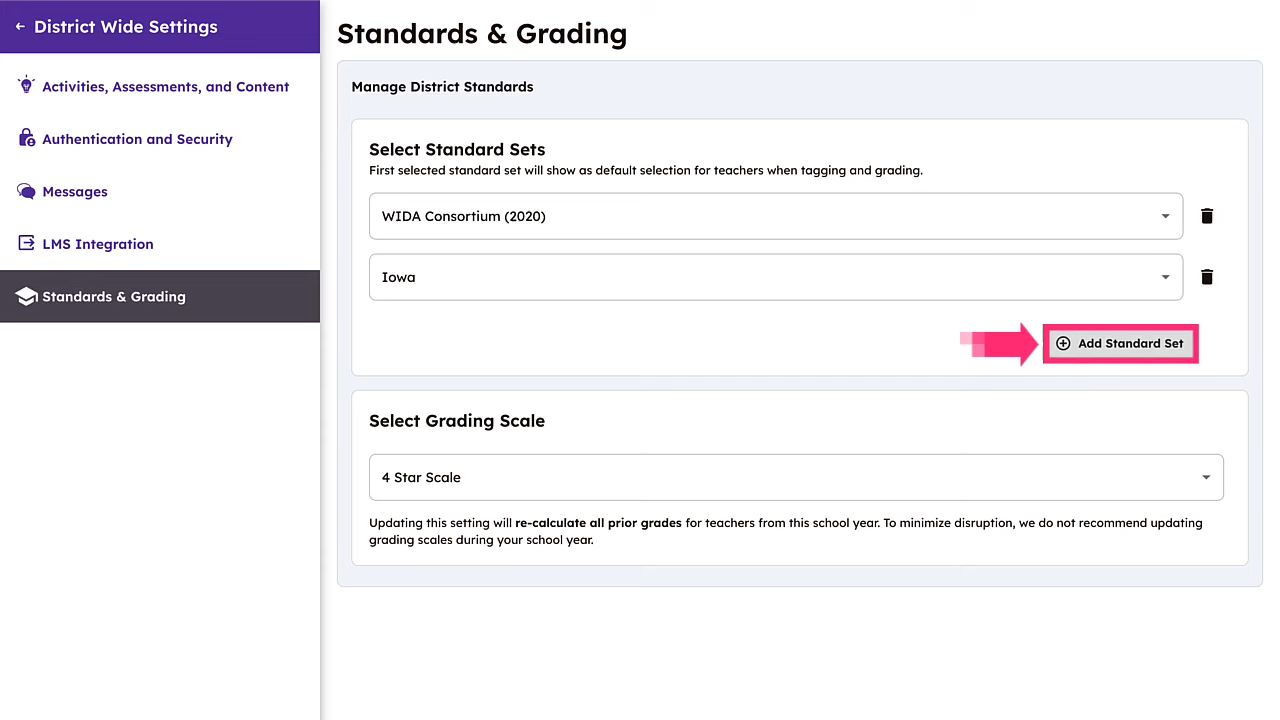 District Wide Settings
Activities, Assessments, and Content
Authentication and Security
Messages
LMS Integration
Standards & Grading
Standards & Grading
Manage District Standards
Select Standard Sets
First selected standard set will show as default selection for teachers when tagging and grading.
WIDA Consortium (2020)
Iowa
Add Standard Set
Select Grading Scale
4 Star Scale
Updating this setting will re-calculate all prior grades for teachers from this school year. To minimize disruption, we do not recommend updating
grading scales during your school year.